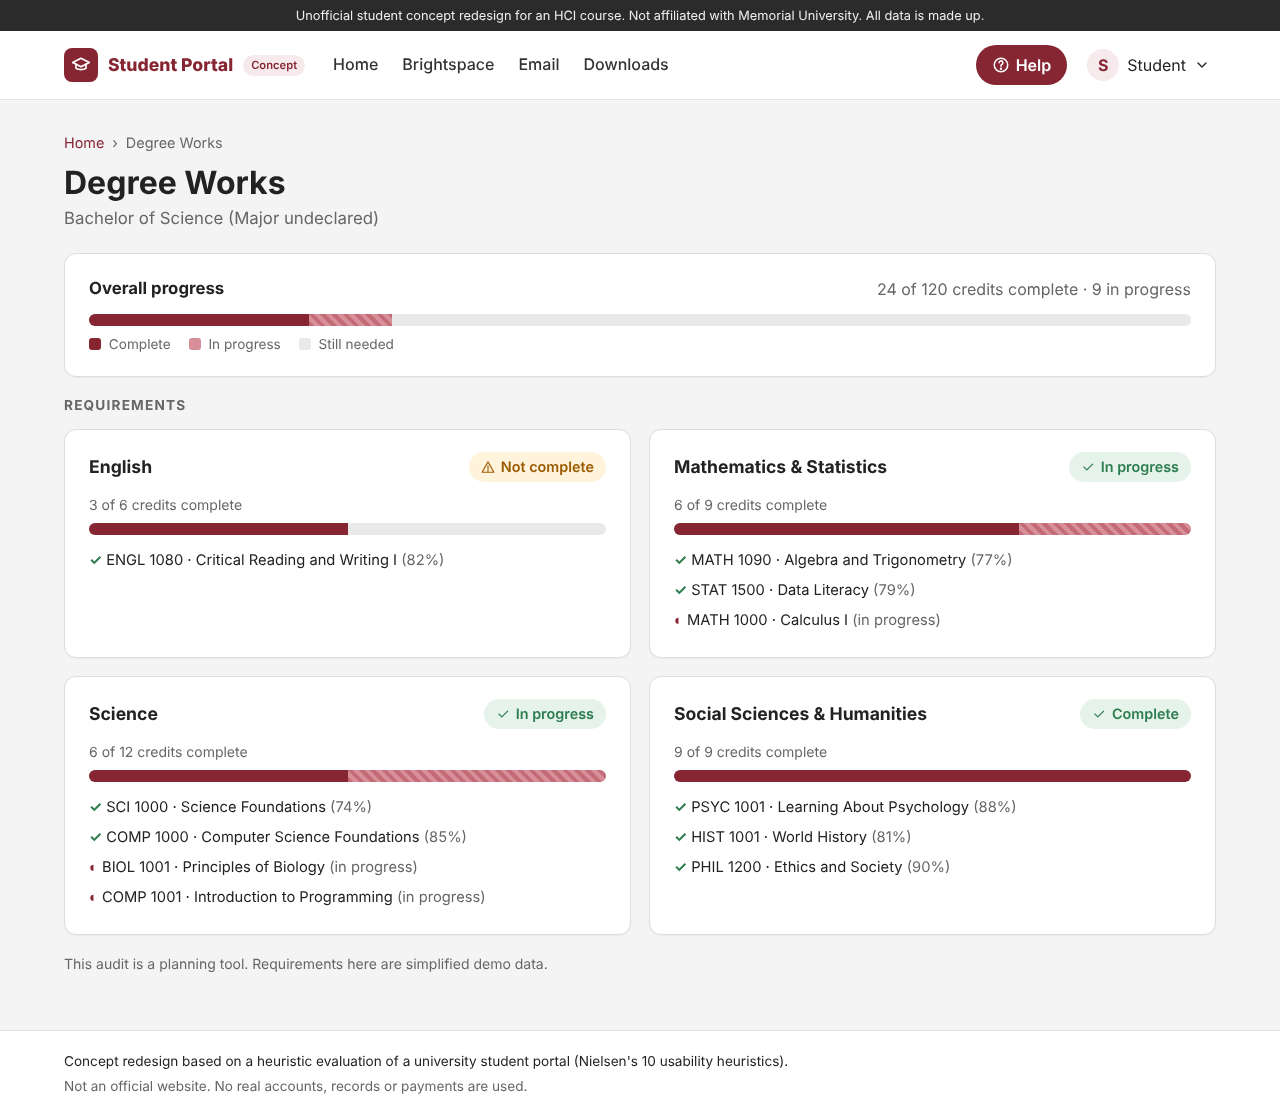 Unofficial student concept redesign for an HCI course. Not affiliated with Memorial University. All data is made up.
Student Portal Concept Home Brightspace Email Downloads Help S Student
Home › Degree Works
Degree Works
Bachelor of Science (Major undeclared)
Overall progress 24 of 120 credits complete · 9 in progress
Complete In progress Still needed
REQUIREMENTS
English Not complete
3 of 6 credits complete
✓ ENGL 1080 · Critical Reading and Writing I (82%)
Mathematics & Statistics ✓ In progress
6 of 9 credits complete
✓ MATH 1090 · Algebra and Trigonometry (77%)
✓ STAT 1500 · Data Literacy (79%)
MATH 1000 · Calculus I (in progress)
Science ✓ In progress
6 of 12 credits complete
✓ SCI 1000 · Science Foundations (74%)
✓ COMP 1000 · Computer Science Foundations (85%)
BIOL 1001 · Principles of Biology (in progress)
COMP 1001 · Introduction to Programming (in progress)
Social Sciences & Humanities ✓ Complete
9 of 9 credits complete
✓ PSYC 1001 · Learning About Psychology (88%)
✓ HIST 1001 · World History (81%)
✓ PHIL 1200 · Ethics and Society (90%)
This audit is a planning tool. Requirements here are simplified demo data.
Concept redesign based on a heuristic evaluation of a university student portal (Nielsen's 10 usability heuristics).
Not an official website. No real accounts, records or payments are used.